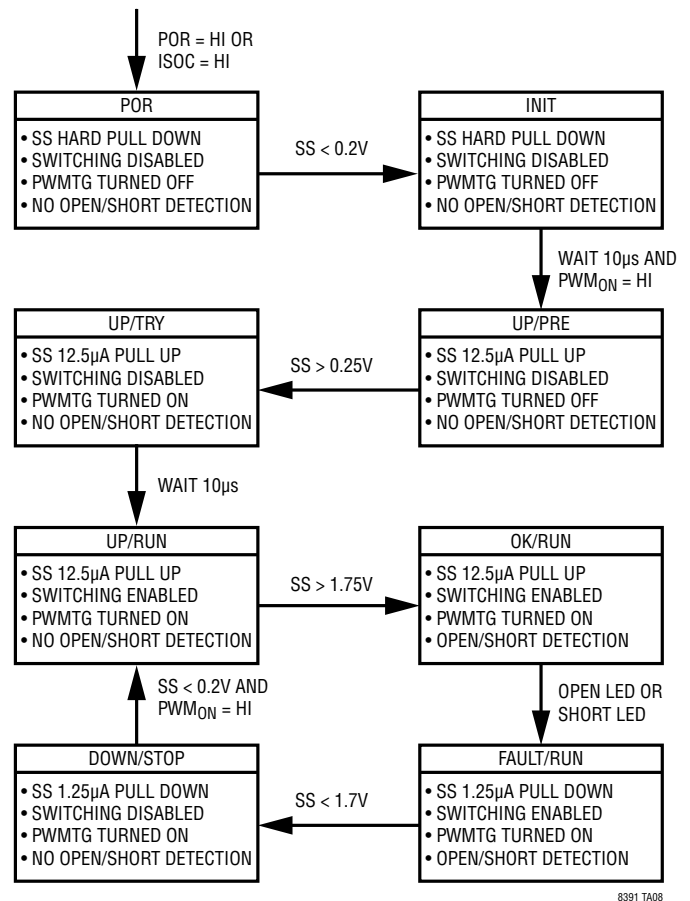 POR = HI OR
ISOC = HI
POR
• SS HARD PULL DOWN
• SWITCHING DISABLED
• PWMTG TURNED OFF
• NO OPEN/SHORT DETECTION
SS < 0.2V
INIT
• SS HARD PULL DOWN
• SWITCHING DISABLED
• PWMTG TURNED OFF
• NO OPEN/SHORT DETECTION
WAIT 10µs AND
PWMON = HI
UP/PRE
• SS 12.5µA PULL UP
• SWITCHING DISABLED
• PWMTG TURNED OFF
• NO OPEN/SHORT DETECTION
SS > 0.25V
UP/TRY
• SS 12.5µA PULL UP
• SWITCHING DISABLED
• PWMTG TURNED ON
• NO OPEN/SHORT DETECTION
WAIT 10µs
UP/RUN
• SS 12.5µA PULL UP
• SWITCHING ENABLED
• PWMTG TURNED ON
• NO OPEN/SHORT DETECTION
SS > 1.75V
OK/RUN
• SS 12.5µA PULL UP
• SWITCHING ENABLED
• PWMTG TURNED ON
• OPEN/SHORT DETECTION
OPEN LED OR
SHORT LED
FAULT/RUN
• SS 1.25µA PULL DOWN
• SWITCHING ENABLED
• PWMTG TURNED ON
• OPEN/SHORT DETECTION
SS < 1.7V
DOWN/STOP
• SS 1.25µA PULL DOWN
• SWITCHING DISABLED
• PWMTG TURNED ON
• NO OPEN/SHORT DETECTION
SS < 0.2V AND
PWMON = HI
8391 TA08